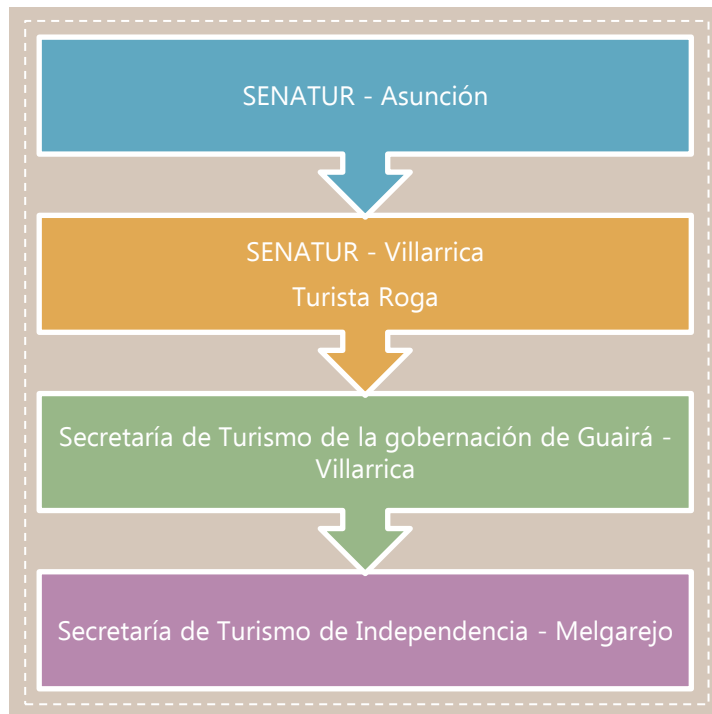 SENATUR - Asunción
SENATUR - Villarrica
Turista Roga
Secretaría de Turismo de la gobernación de Guairá -
Villarrica
Secretaría de Turismo de Independencia - Melgarejo